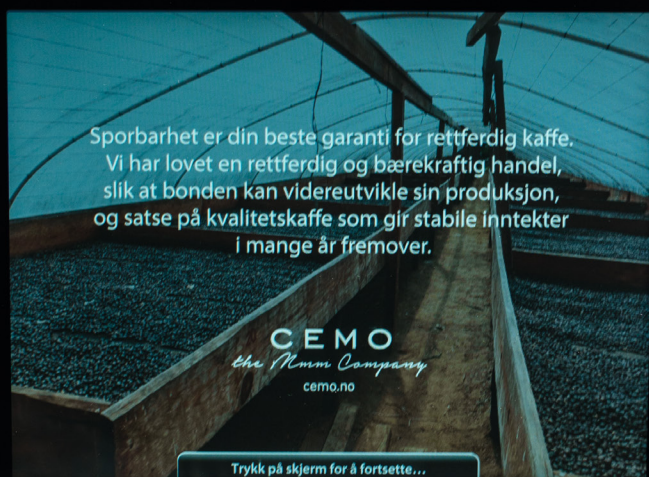 Sporbarhet er din beste garanti for rettferdig kaffe.
Vi har lovet en rettferdig og bærekraftig handel,
slik at bonden kan videreutvikle sin produksjon,
og satse på kvalitetskaffe som gir stabile inntekter
i mange år fremover.
CEMO
the Mmm Company
cemo.no
Trykk på skjerm for å fortsette...